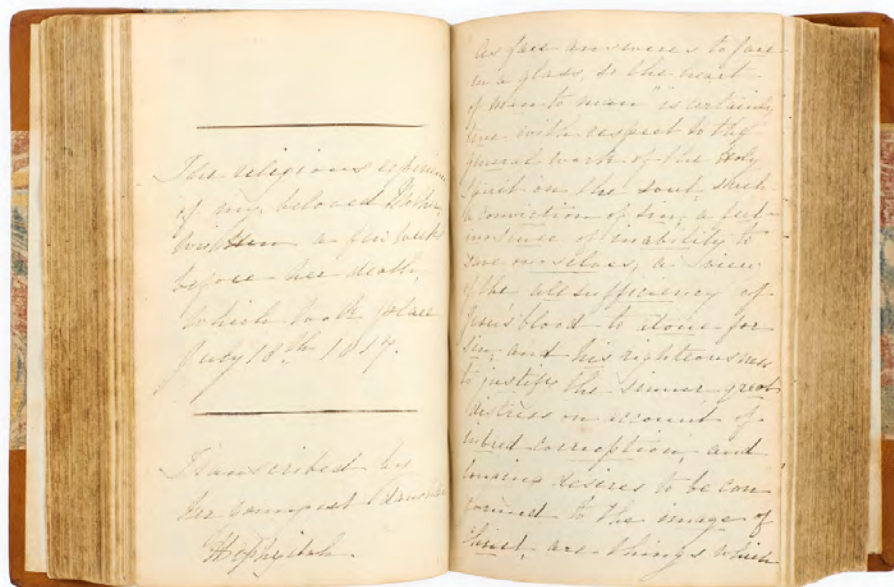 The religious experience
of my beloved Mother,
written a few weeks
before her death,
which took place
July 18th 1817.
Transcribed by
her youngest daughter
Hephzibah.
As face answers to face
in a glass, so the heart
of man to man" is certainly
true with respect to the
general work of the Holy
Spirit on the soul, such
a conviction of sin, a
sense of inability to
save ourselves, a view
of the all sufficiency of
Jesus' blood to atone for
sin, and his righteousness
to justify the sinner great
distress on account of
inbred corruption, and
longing desires to be con
formed to the image of
Christ, are things which